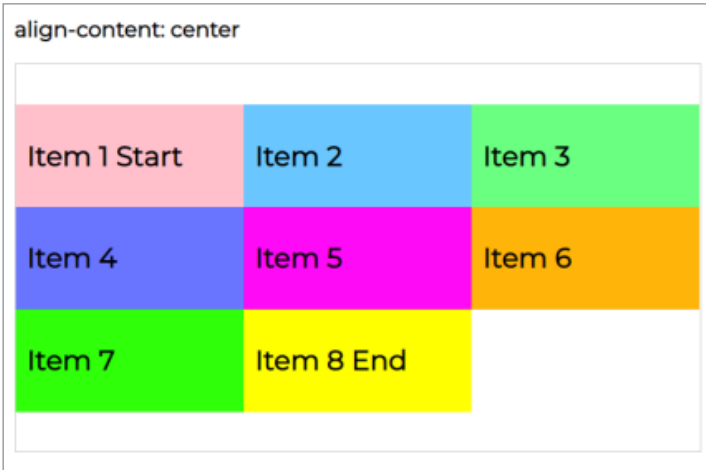 align-content: center
Item 1 Start
Item 2
Item 3
Item 4
Item 5
Item 6
Item 7
Item 8 End